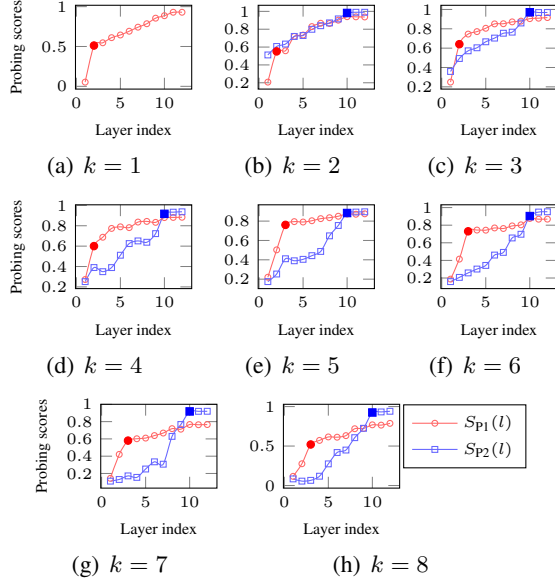 Probing scores
1
0.5
0
0 5 10
Layer index
(a) k = 1
1
0.8
0.6
0.4
0.2
0 5 10
Layer index
(b) k = 2
1
0.8
0.6
0.4
0.2
0 5 10
Layer index
(c) k = 3
Probing scores
1
0.8
0.6
0.4
0.2
0 5 10
Layer index
(d) k = 4
1
0.8
0.6
0.4
0.2
0 5 10
Layer index
(e) k = 5
1
0.8
0.6
0.4
0.2
0 5 10
Layer index
(f) k = 6
Probing scores
1
0.8
0.6
0.4
0.2
0 5 10
Layer index
(g) k = 7
1
0.5
0
0 5 10
Layer index
(h) k = 8
S_P1(l)
S_P2(l)